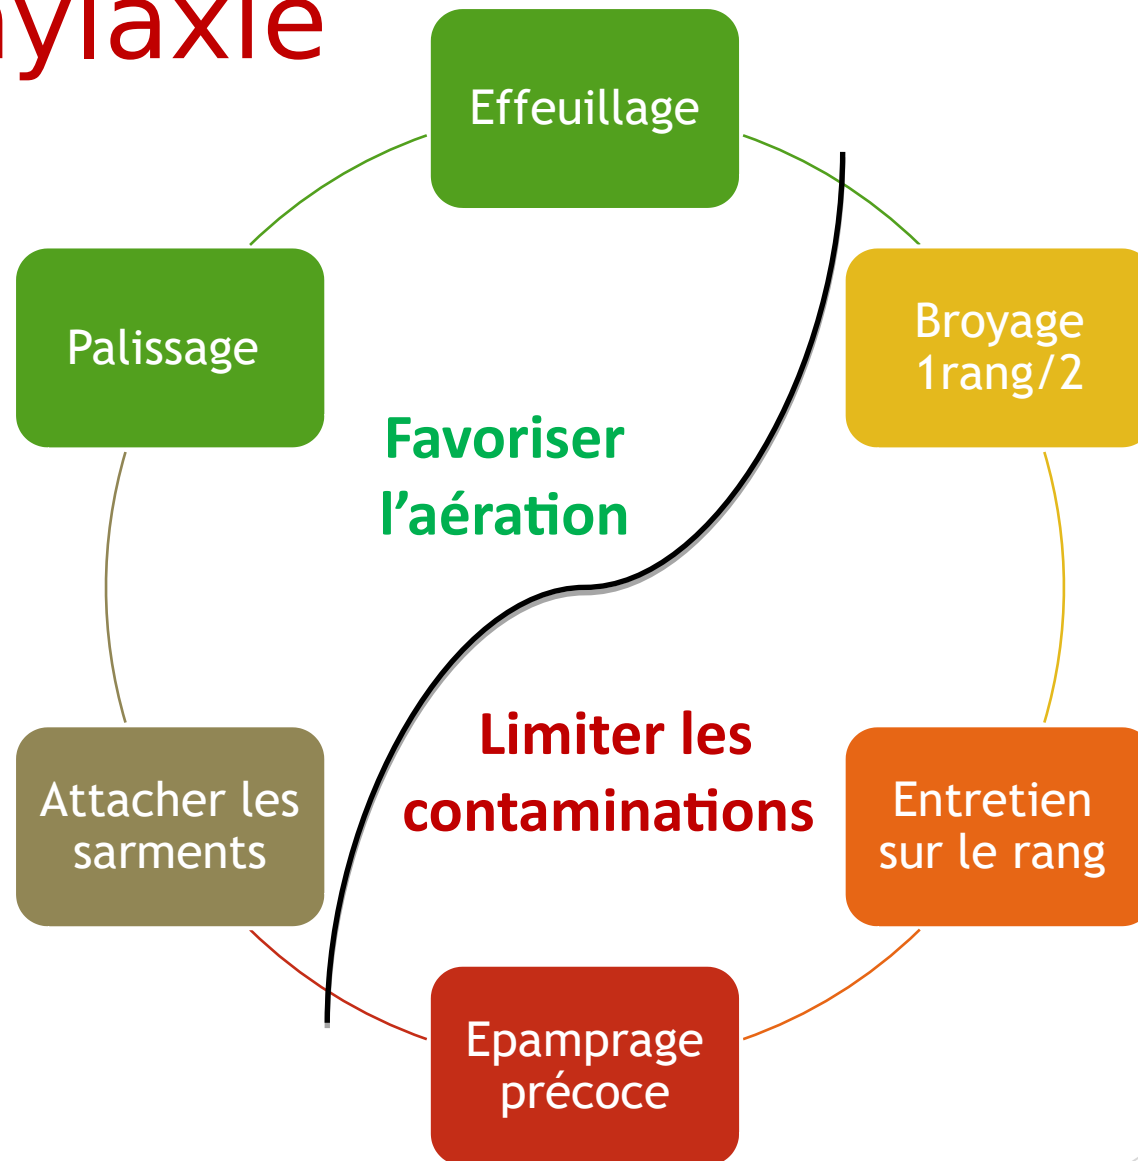 ylaxie
Effeuillage
Palissage
Broyage
1rang/2
Favoriser
l’aération
Limiter les
contaminations
Attacher les
sarments
Entretien
sur le rang
Epamprage
précoce